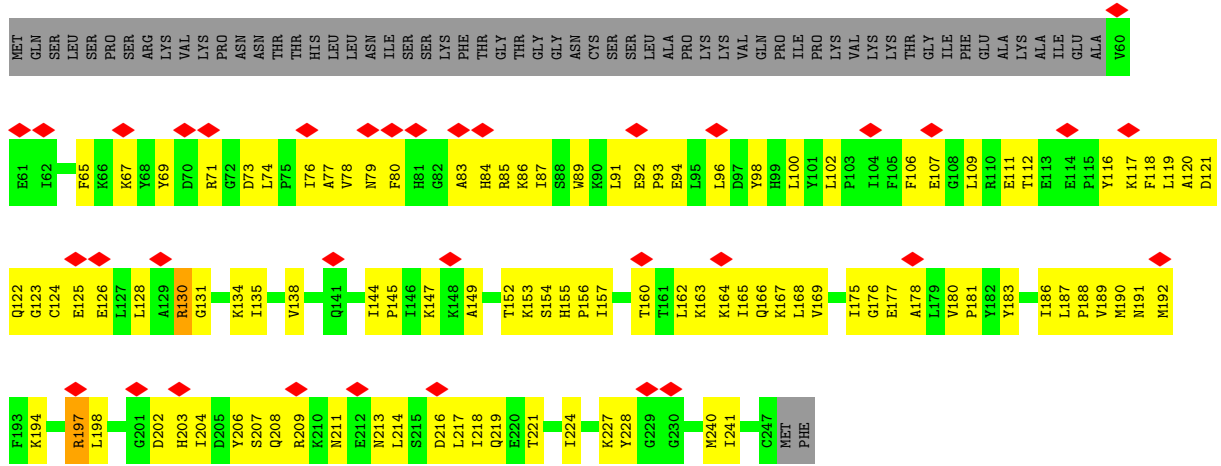 MET GLN SER LEU SER PRO SER ARG LYS VAL LYS PRO ASN ASN THR THR HIS LEU LEU ASN ILE SER SER LYS PHE THR GLY THR GLY GLY ASN CYS SER SER LEU ALA PRO LYS LYS VAL GLN PRO ILE PRO LYS VAL LYS LYS THR GLY ILE PHE GLU ALA LYS ALA ILE GLU ALA V60
E61 I62 F65 K66 K67 Y68 Y69 D70 R71 G72 D73 L74 P75 I76 A77 V78 N79 F80 H81 G82 A83 H84 R85 K86 I87 S88 W89 K90 L91 E92 P93 E94 L95 L96 D97 Y98 H99 L100 Y101 L102 P103 I104 F105 F106 E107 G108 L109 R110 E111 T112 E113 E114 P115 Y116 K117 F118 L119 A120 D121
Q122 G123 C124 E125 E126 L127 L128 A129 R130 G131 K134 I135 V138 Q141 I144 P145 I146 K147 K148 A149 T152 K153 S154 H155 P156 I157 T160 T161 L162 K163 K164 I165 Q166 K167 L168 V169 I175 G176 E177 A178 L179 V180 P181 Y182 Y183 I186 L187 P188 V189 M190 N191 M192
F193 K194 R197 L198 G201 D202 H203 I204 D205 Y206 S207 Q208 R209 K210 N211 E212 N213 L214 S215 D216 L217 I218 Q219 E220 T221 I224 K227 Y228 G229 G230 M240 I241 C247 MET PHE